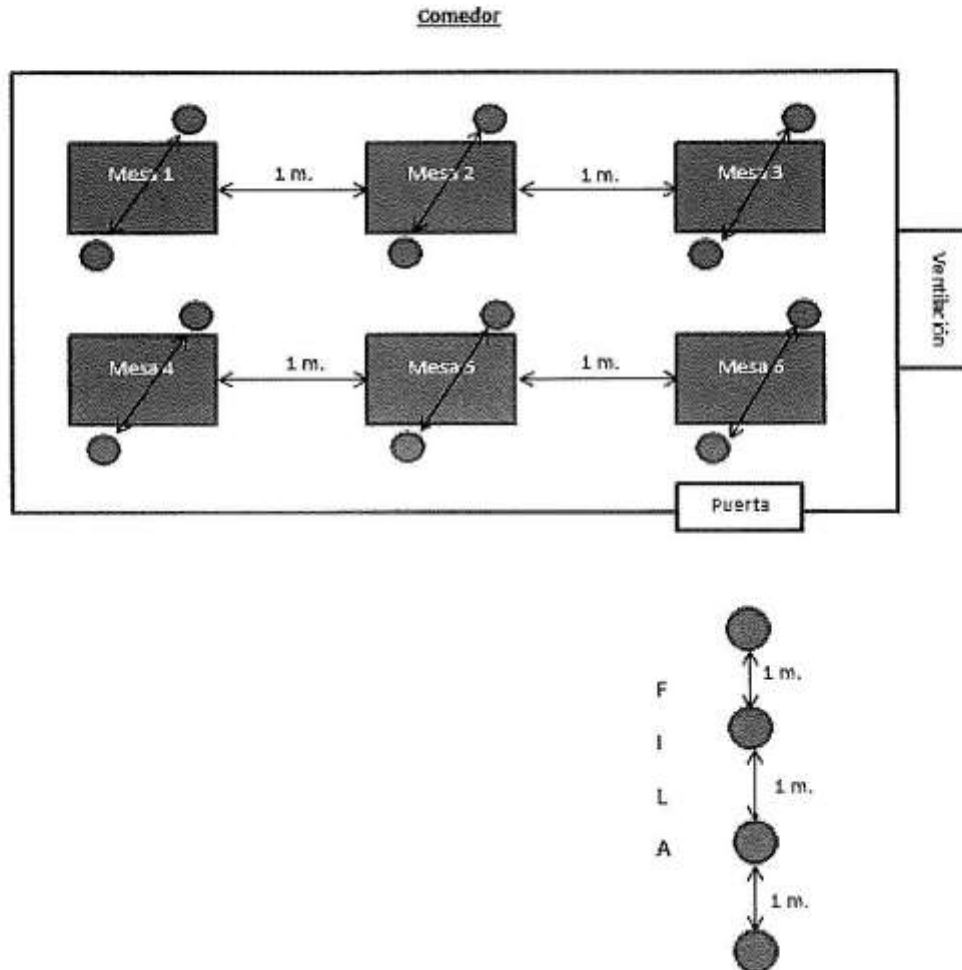 Comedor
Mesa 1
1 m.
Mesa 2
1 m.
Mesa 3
Ventilación
Mesa 4
1 m.
Mesa 5
1 m.
Mesa 6
Puerta
1 m.
F
I
1 m.
L
A
1 m.